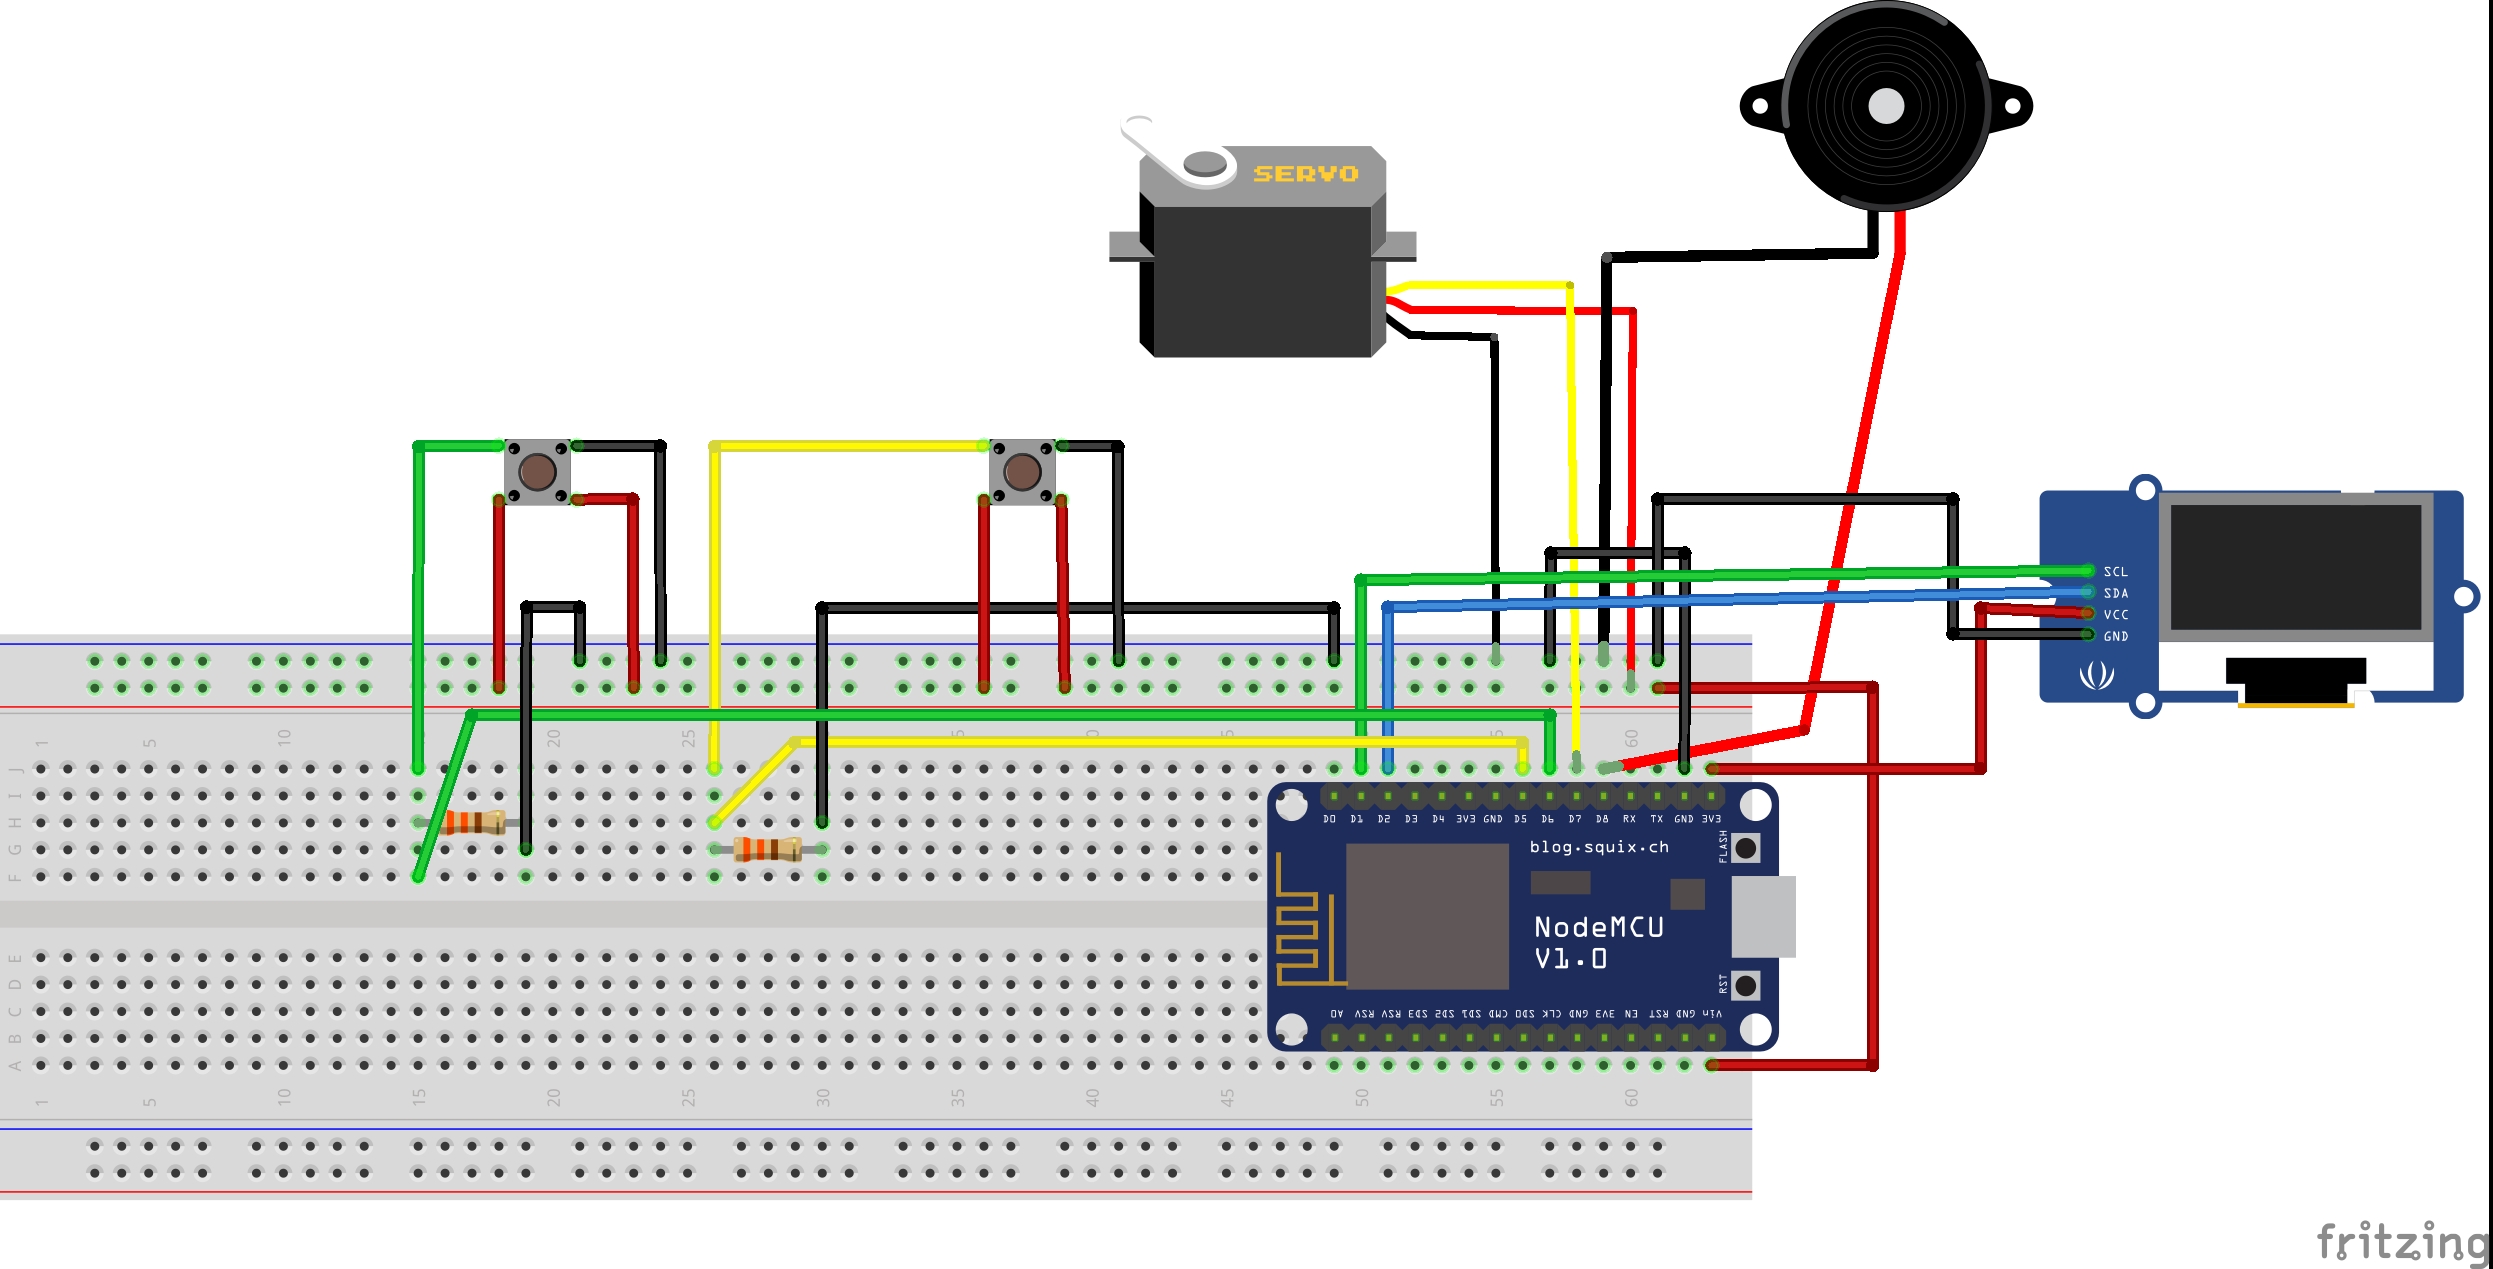 SERVO
SCL
SDA
VCC
GND
1 5 10 20 25 5 0 5 60
J
I
H
G
F
D0 D1 D2 D3 D4 3V3 GND D5 D6 D7 D8 RX TX GND 3V3
blog.squix.ch
FLASH
NodeMCU
V1.0
RST
A0 RSV RSV SD3 SD2 SD1 CMD SD0 CLK GND 3V3 EN RST GND Vin
E
D
C
B
A
1 5 10 15 20 25 30 35 40 45 50 55 60
fritzing